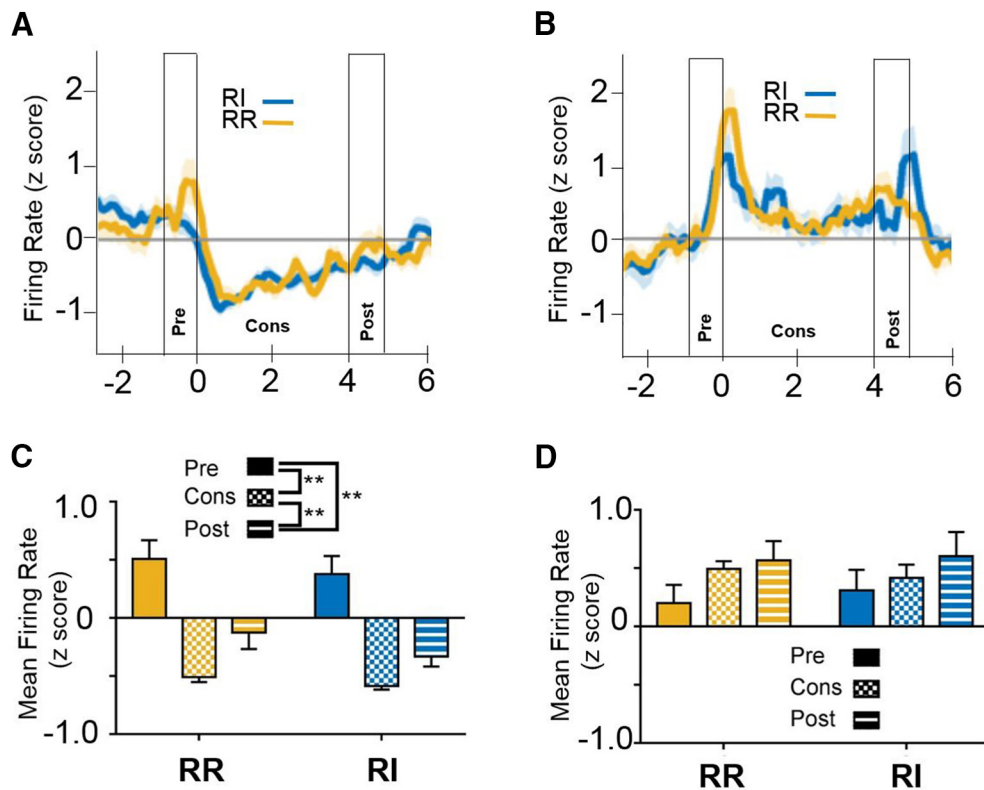 A
Firing Rate (z score)
2
1
0
-1
RI
RR
Pre
Cons
Post
-2
0
2
4
6
B
Firing Rate (z score)
2
1
0
-1
RI
RR
Pre
Cons
Post
-2
0
2
4
6
C
Mean Firing Rate
(z score)
1.0
0
-1.0
Pre
Cons
Post
**
**
**
RR
RI
D
Mean Firing Rate
(z score)
1.0
0
-1.0
Pre
Cons
Post
RR
RI